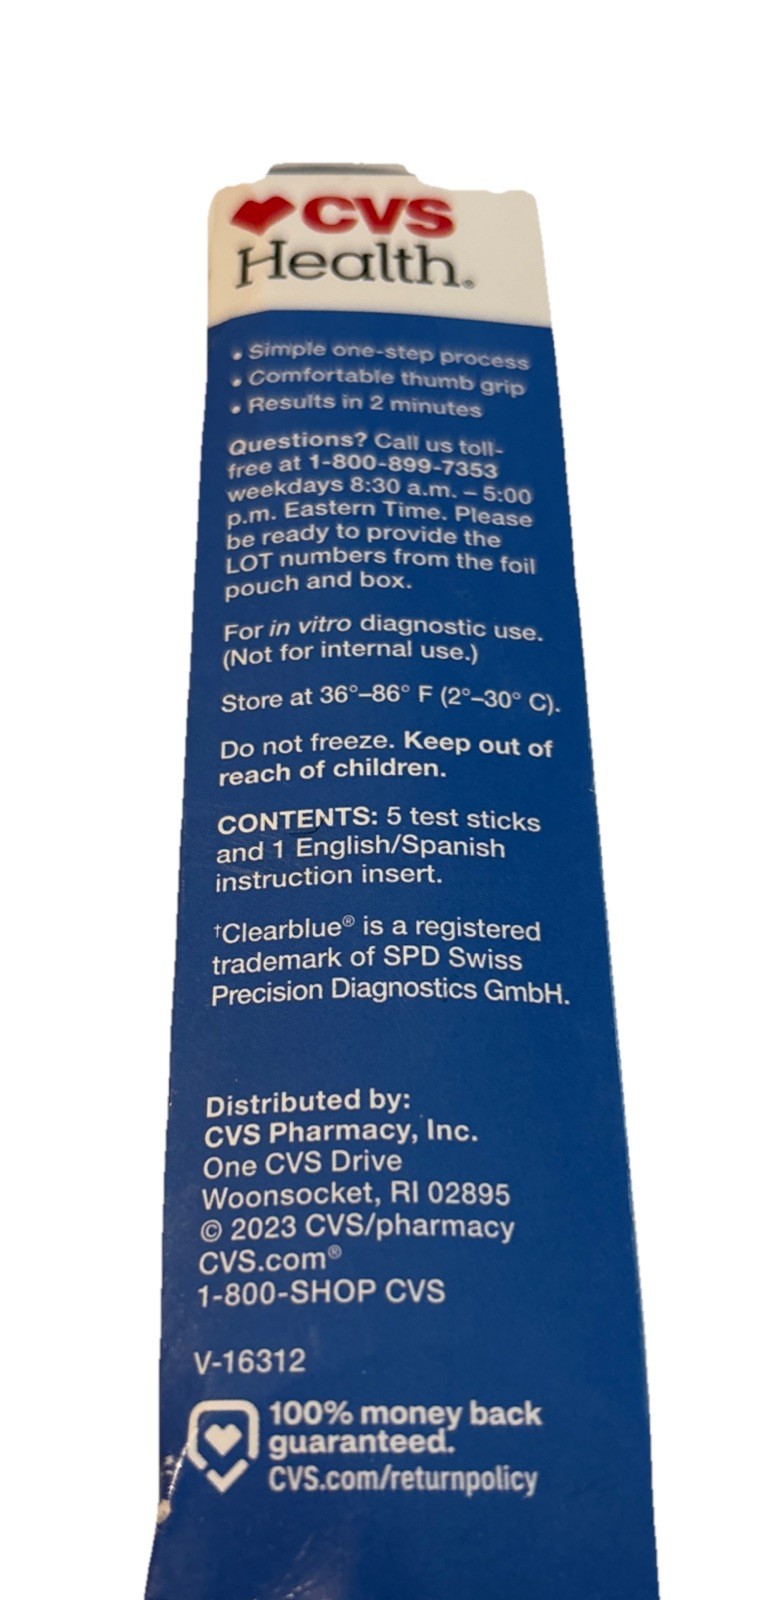 CVS
Health.
• Simple one-step process
• Comfortable thumb grip
• Results in 2 minutes
Questions? Call us toll-
free at 1-800-899-7353
weekdays 8:30 a.m. – 5:00
p.m. Eastern Time. Please
be ready to provide the
LOT numbers from the foil
pouch and box.
For in vitro diagnostic use.
(Not for internal use.)
Store at 36°–86° F (2°–30° C).
Do not freeze. Keep out of
reach of children.
CONTENTS: 5 test sticks
and 1 English/Spanish
instruction insert.
†Clearblue® is a registered
trademark of SPD Swiss
Precision Diagnostics GmbH.
Distributed by:
CVS Pharmacy, Inc.
One CVS Drive
Woonsocket, RI 02895
© 2023 CVS/pharmacy
CVS.com®
1-800-SHOP CVS
V-16312
100% money back
guaranteed.
CVS.com/returnpolicy